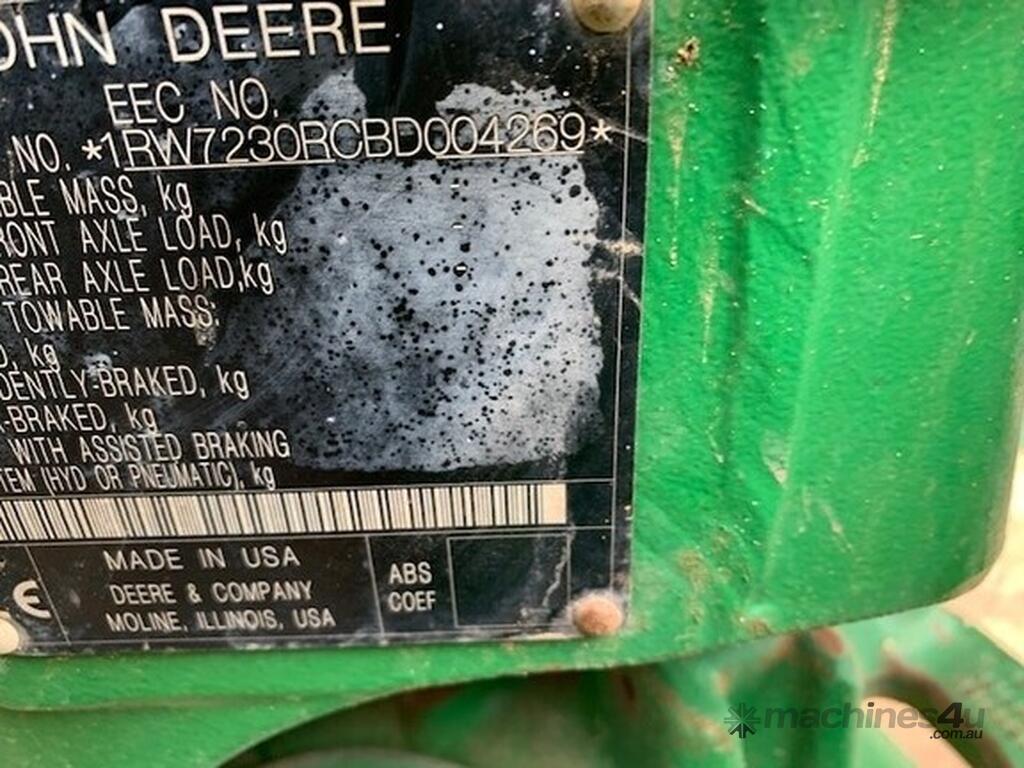 OHN DEERE
EEC NO.
NO. *1RW7230RCBD004269*
BLE MASS, kg
RONT AXLE LOAD, kg
REAR AXLE LOAD, kg
TOWABLE MASS:
D, kg
DENTLY-BRAKED, kg
-BRAKED, kg
WITH ASSISTED BRAKING
TEM (HYD OR PNEUMATIC), kg
MADE IN USA
DEERE & COMPANY
MOLINE, ILLINOIS, USA
ABS
COEF
CE
machines4u
.com.au